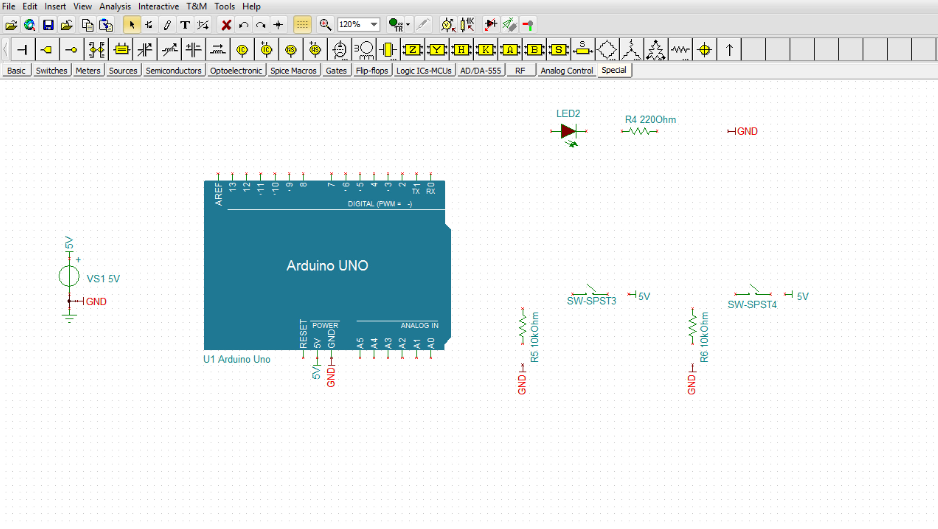 File Edit Insert View Analysis Interactive T&M Tools Help
120%
Basic Switches Meters Sources Semiconductors Optoelectronic Spice Macros Gates Flip-flops Logic ICs-MCUs AD/DA-555 RF Analog Control Special
LED2
R4 220Ohm
GND
AREF 13 12 -11 -10 -9 8 7 -6 -5 4 -3 2 1 0
TX RX
DIGITAL (PWM = -)
Arduino UNO
5V
+
VS1 5V
GND
RESET 5V GND
POWER
ANALOG IN
A5 A4 A3 A2 A1 A0
U1 Arduino Uno
5V
GND
SW-SPST3
5V
R5 10kOhm
GND
SW-SPST4
5V
R6 10kOhm
GND